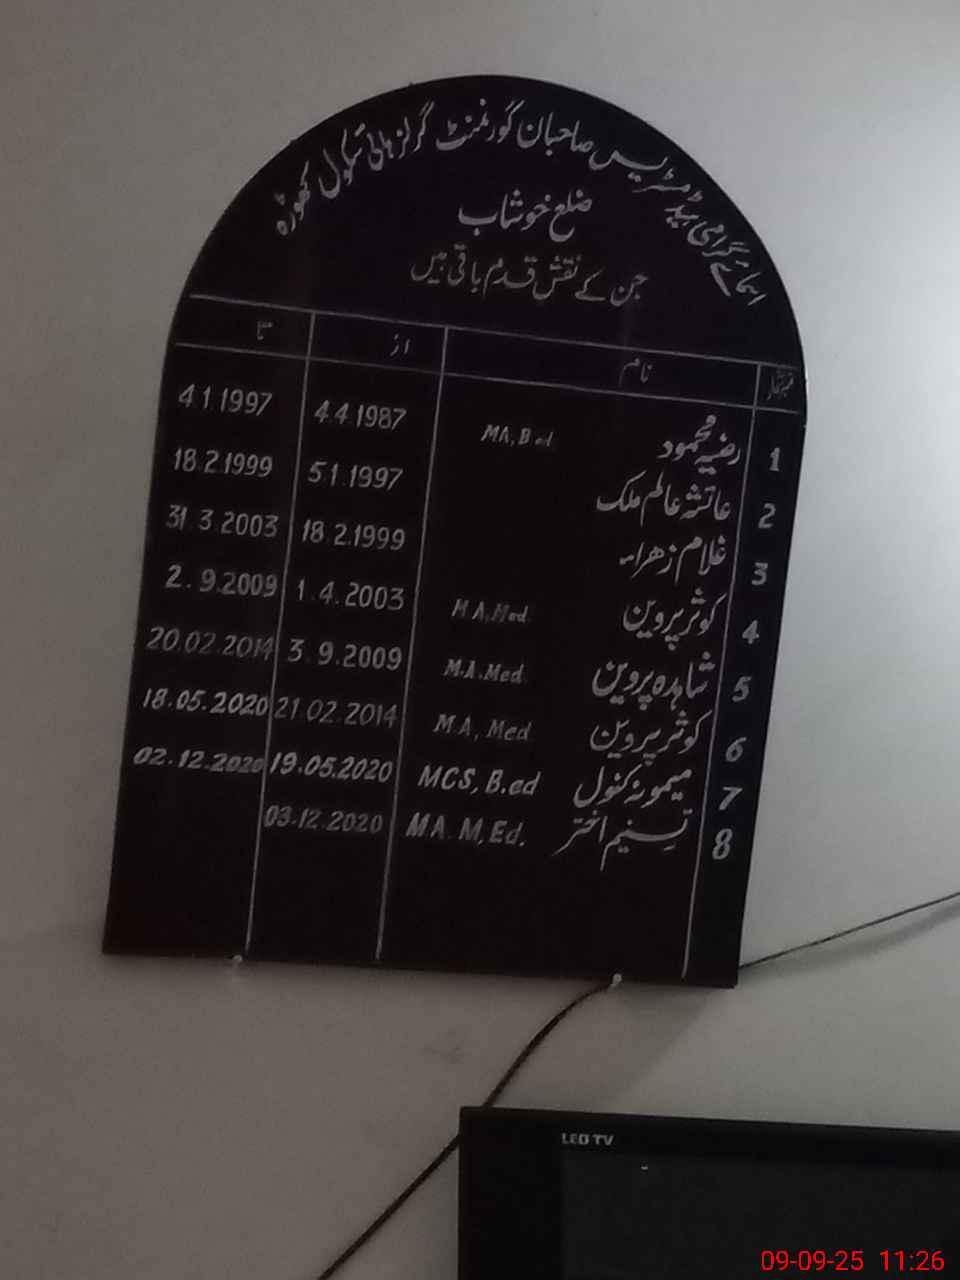 اسمائے گرامی ہیڈ مسٹریس صاحبان گورنمنٹ گرلز ہائی سکول کھوڑہ
ضلع خوشاب
جن کے نقش قدم باقی ہیں
نمبر شمار نام از تا
1 رضیہ محمود MA, B.ed 4.4.1987 4.1.1997
2 عائشہ عالم ملک 5.1.1997 18.2.1999
3 غلام زھراء 18.2.1999 31.3.2003
4 کوثر پروین M.A, Med. 1.4.2003 2.9.2009
5 شاہدہ پروین M.A. Med. 3.9.2009 20.02.2014
6 کوثر پروین M.A, Med 21.02.2014 18.05.2020
7 میمونہ کنول MCS, B.ed 19.05.2020 02.12.2020
8 تسنیم اختر MA. M,Ed. 03.12.2020
LED TV
09-09-25 11:26